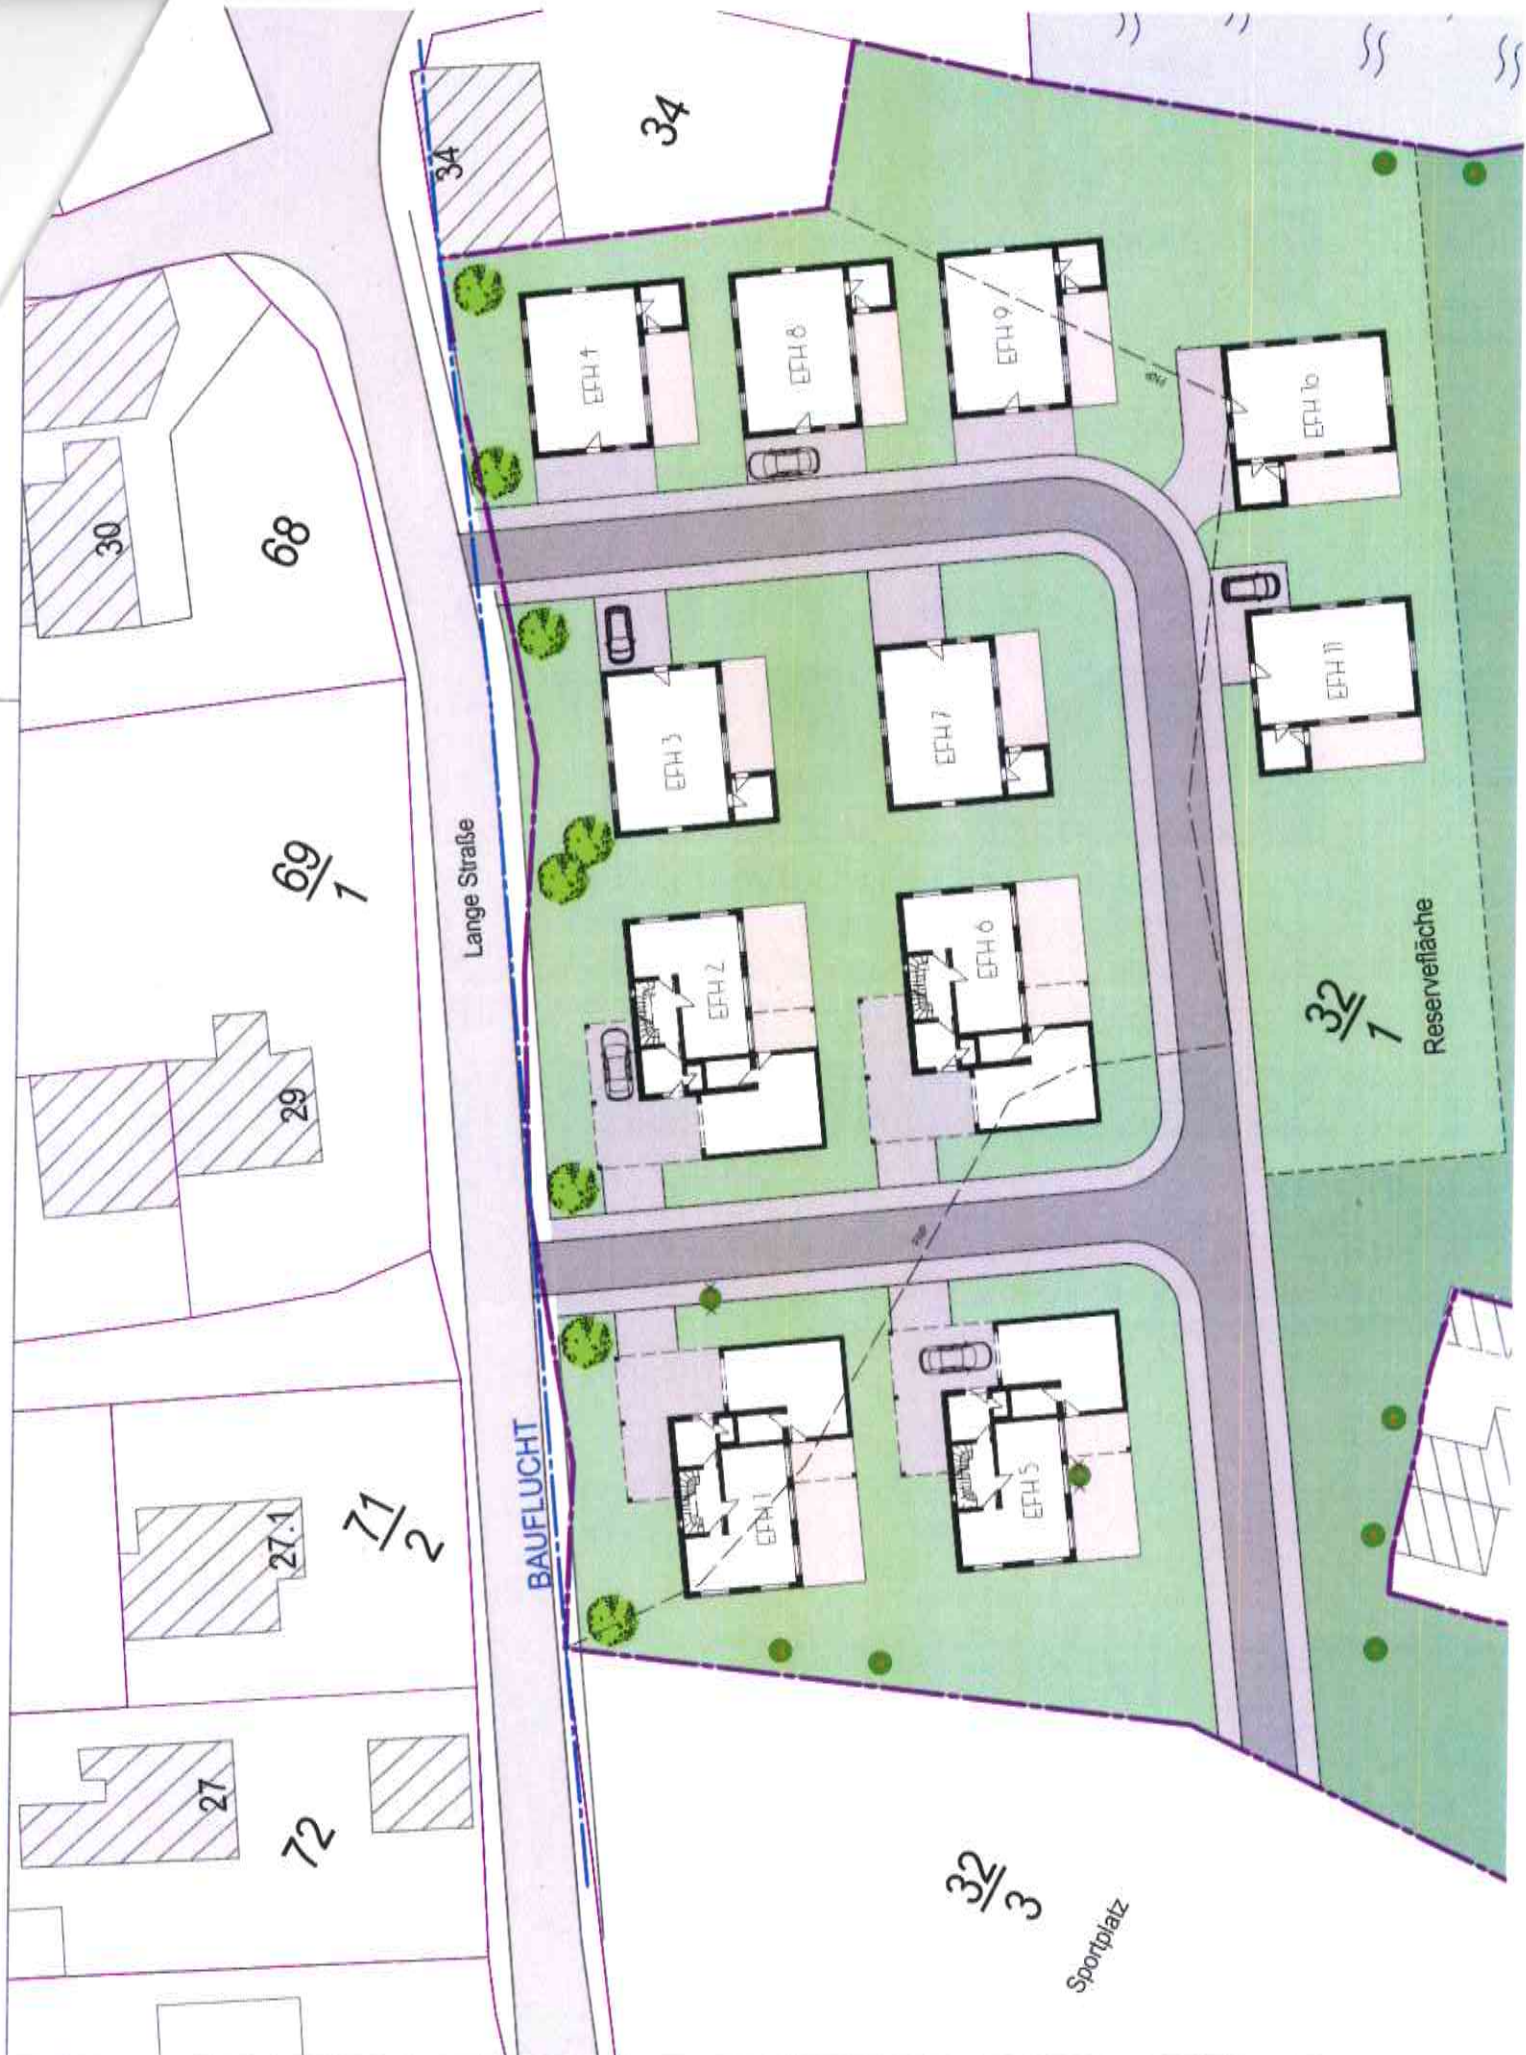 34
34
30
68
69
1
29
Lange Straße
27.1
71
2
BAUFLUCHT
27
72
EFH 4
EFH 8
EFH 9
EFH 10
EFH 3
EFH 7
EFH 11
EFH 2
EFH 6
EFH 1
EFH 5
32
1
Reservefläche
32
3
Sportplatz